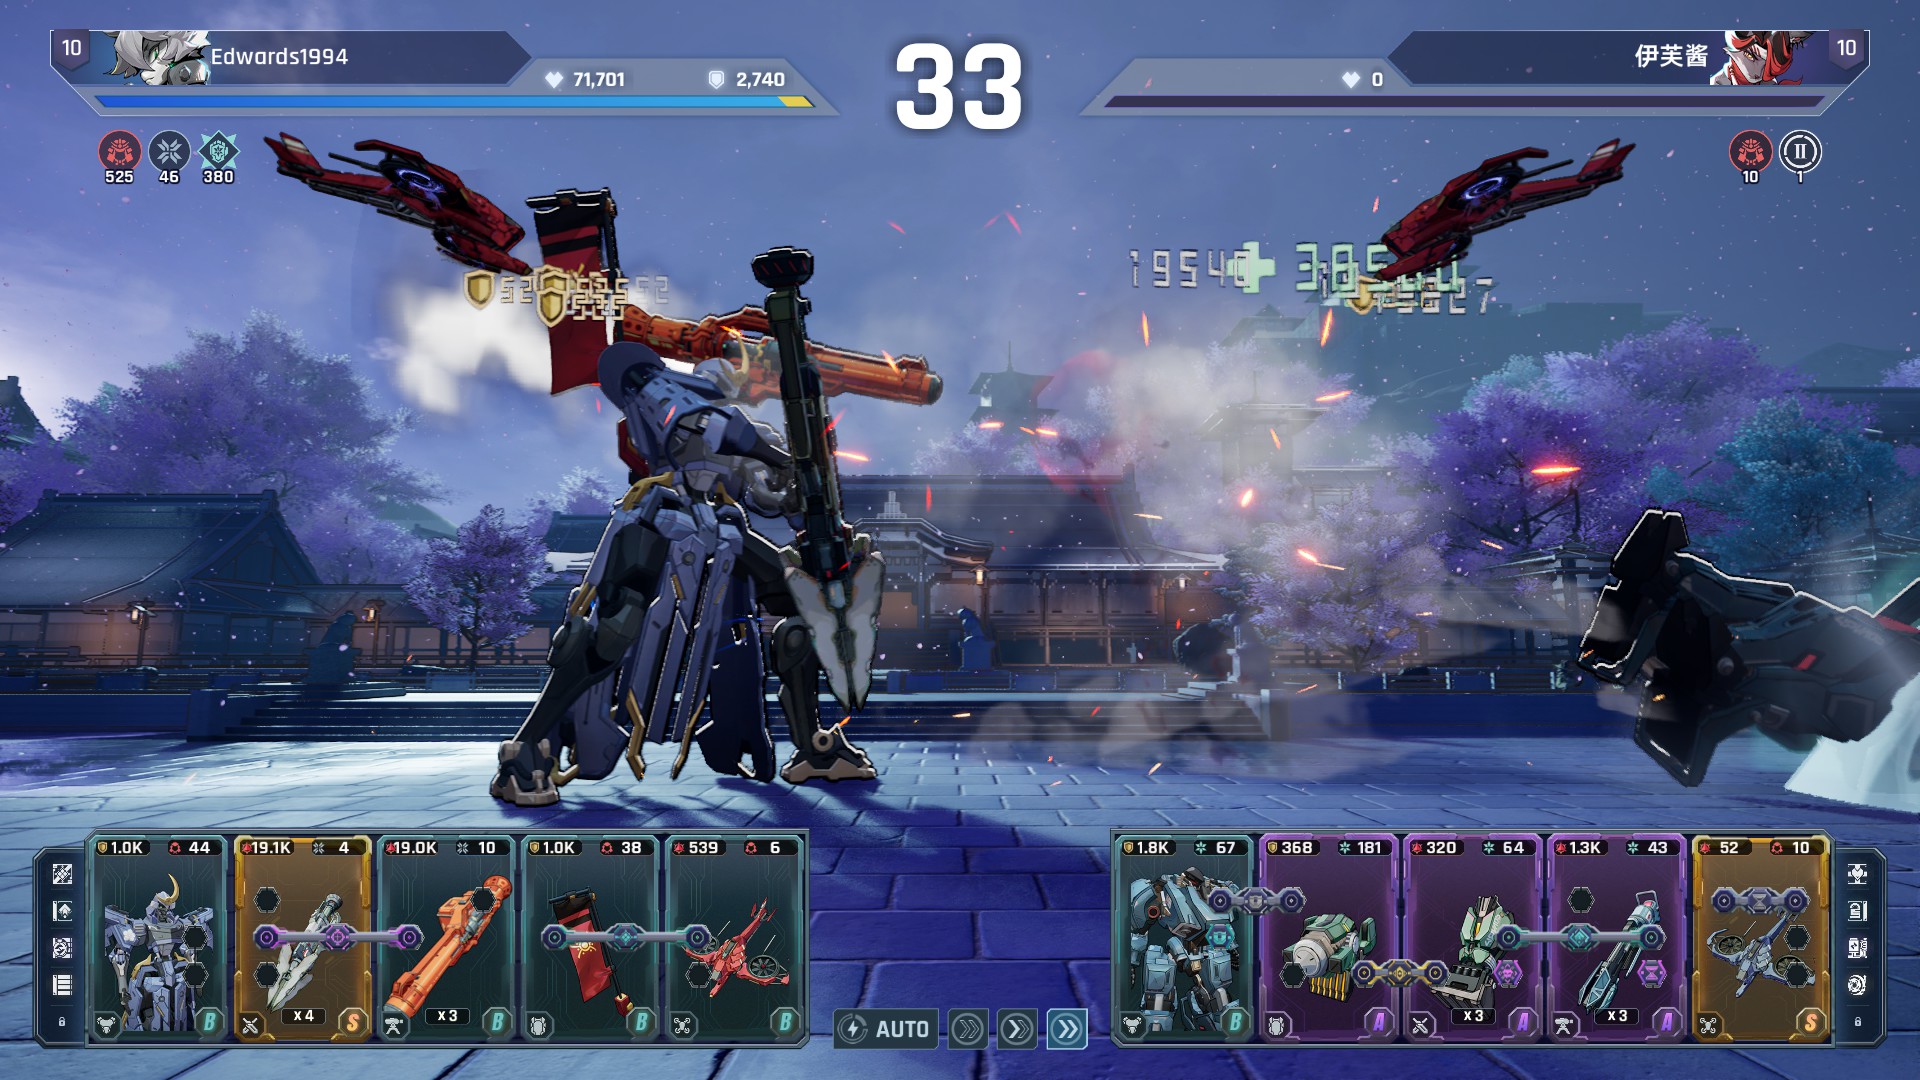 10
Edwards1994
71,701
2,740
33
0
伊芙酱
10
525
46
380
10
1
1.0K 44
19.1K 4
19.0K 10
1.0K 38
539 6
x4 S
x3 B
B
B
B
AUTO
1.8K 67
368 181
320 64
1.3K 43
52 10
B
A
x3 A
x3 A
S